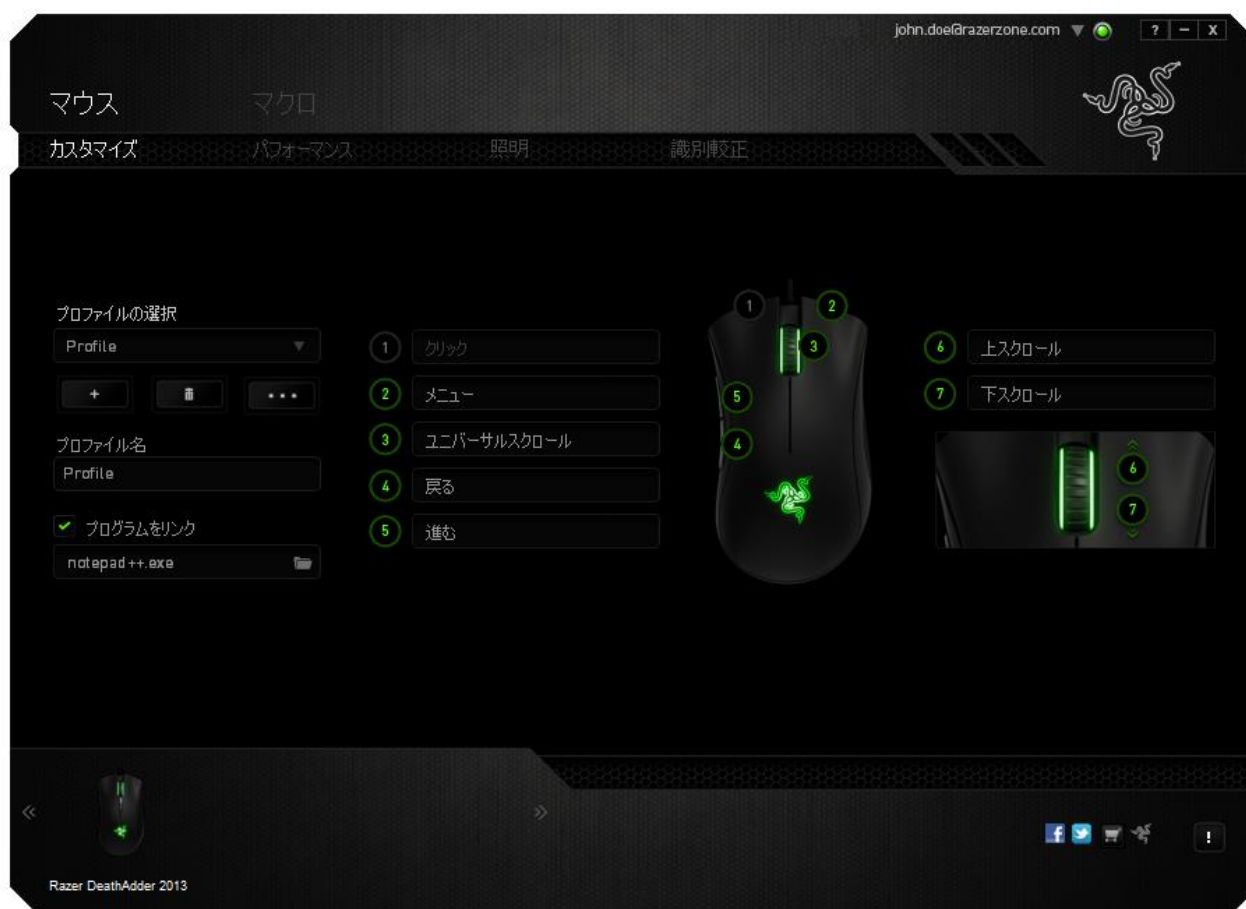 john.doe@razerzone.com
? − X
マウス マクロ
カスタマイズ パフォーマンス 照明 識別較正
プロファイルの選択
Profile
+ •••
プロファイル名
Profile
プログラムをリンク
notepad++.exe
1 クリック
2 メニュー
3 ユニバーサルスクロール
4 戻る
5 進む
1 2
3
5
4
6 上スクロール
7 下スクロール
6
7
« »
Razer DeathAdder 2013
!